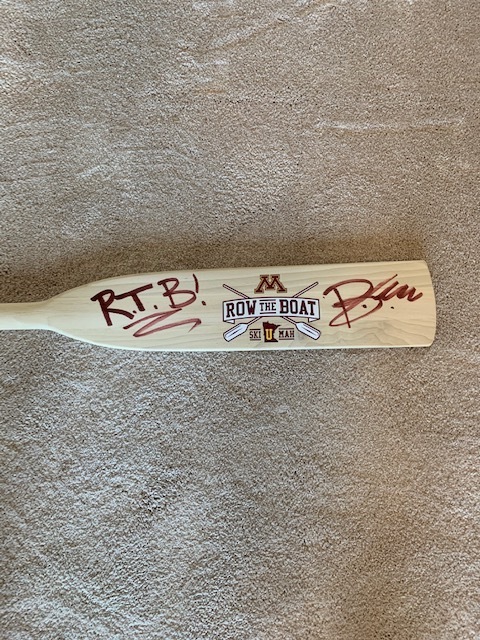 R.T.B!
M
ROW THE BOAT
SKI U MAH